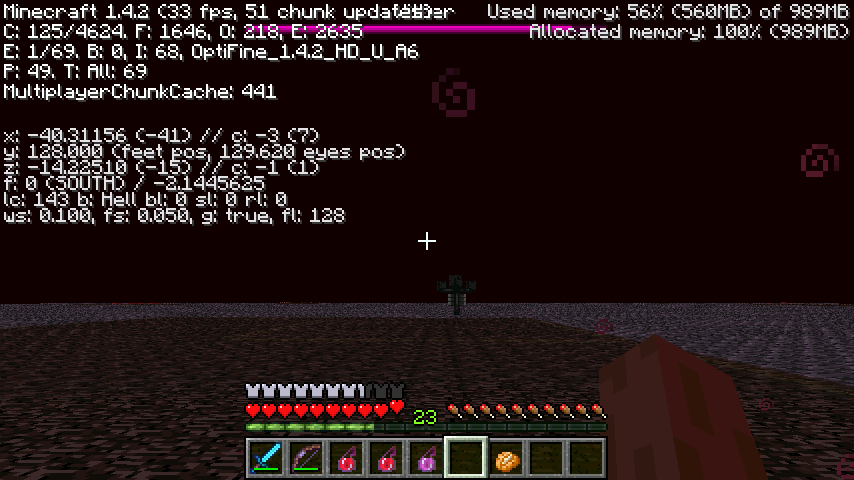 Minecraft 1.4.2 (33 fps, 51 chunk updates)
Used memory: 56% (560MB) of 989MB
C: 125/4624, F: 1646, O: 218, E: 2635
Allocated memory: 100% (989MB)
E: 1/69. B: 0, I: 68, OptiFine_1.4.2_HD_U_A6
P: 49. T: All: 69
MultiplayerChunkCache: 441
x: -40.31156 (-41) // c: -3 (7)
y: 128.000 (feet pos, 129.620 eyes pos)
z: -14.22510 (-15) // c: -1 (1)
f: 0 (SOUTH) / -2.1445625
lc: 143 b: Hell bl: 0 sl: 0 rl: 0
ws: 0.100, fs: 0.050, g: true, fl: 128
23